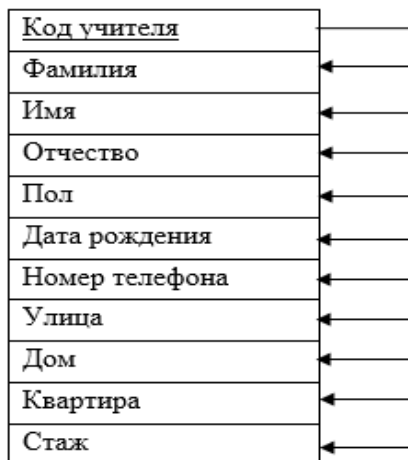 Код учителя
Фамилия
Имя
Отчество
Пол
Дата рождения
Номер телефона
Улица
Дом
Квартира
Стаж